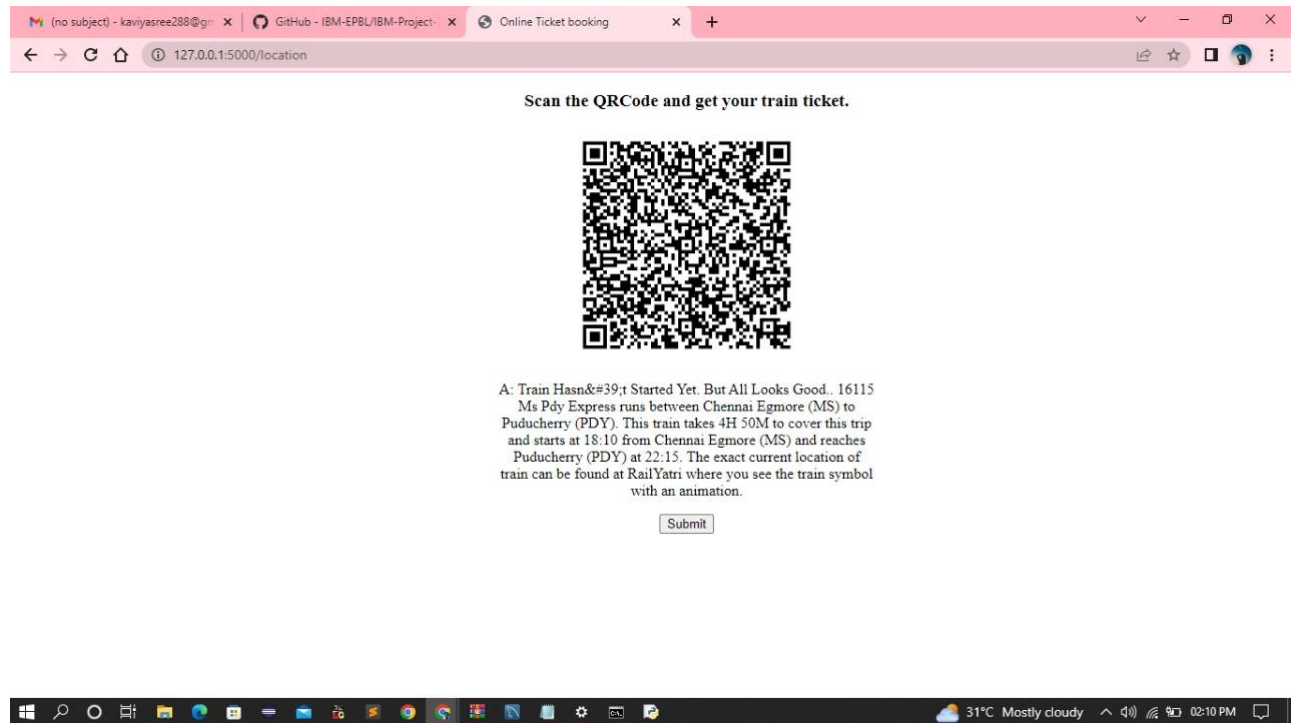 (no subject) - kaviyasree288@gm
GitHub - IBM-EPBL/IBM-Project-
Online Ticket booking
127.0.0.1:5000/location
Scan the QRCode and get your train ticket.
A: Train Hasn&#39;t Started Yet. But All Looks Good.. 16115
Ms Pdy Express runs between Chennai Egmore (MS) to
Puducherry (PDY). This train takes 4H 50M to cover this trip
and starts at 18:10 from Chennai Egmore (MS) and reaches
Puducherry (PDY) at 22:15. The exact current location of
train can be found at RailYatri where you see the train symbol
with an animation.
Submit
31°C Mostly cloudy
02:10 PM